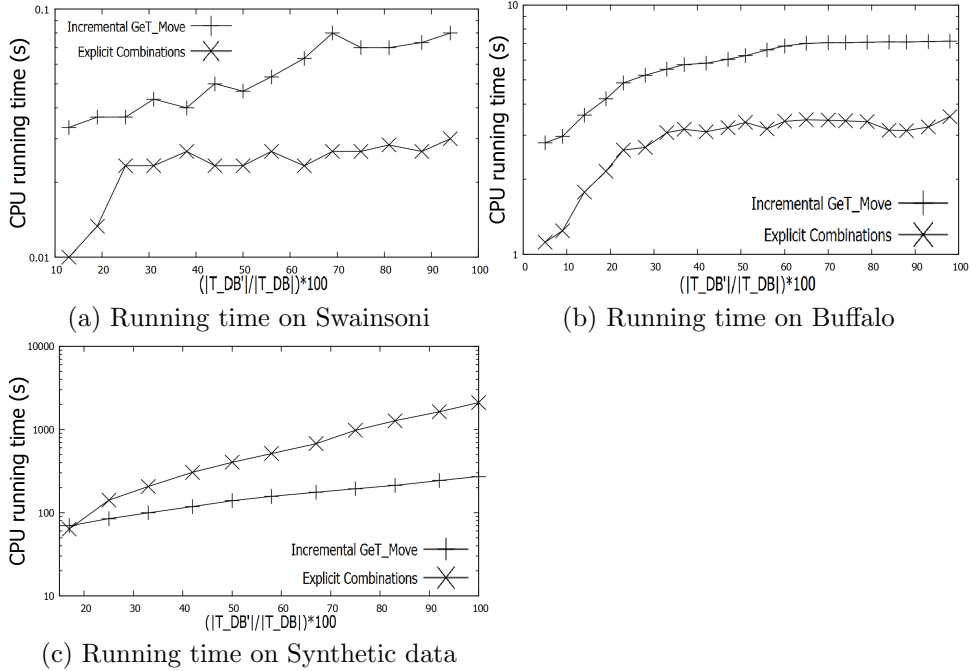 0.1
Incremental GeT_Move
Explicit Combinations
CPU running time (s)
0.01
10 20 30 40 50 60 70 80 90 100
(|T_DB'|/|T_DB|)*100
(a) Running time on Swainsoni
10
CPU running time (s)
Incremental GeT_Move
Explicit Combinations
1
0 10 20 30 40 50 60 70 80 90 100
(|T_DB'|/|T_DB|)*100
(b) Running time on Buffalo
10000
1000
100
10
CPU running time (s)
Incremental GeT_Move
Explicit Combinations
20 30 40 50 60 70 80 90 100
(|T_DB'|/|T_DB|)*100
(c) Running time on Synthetic data